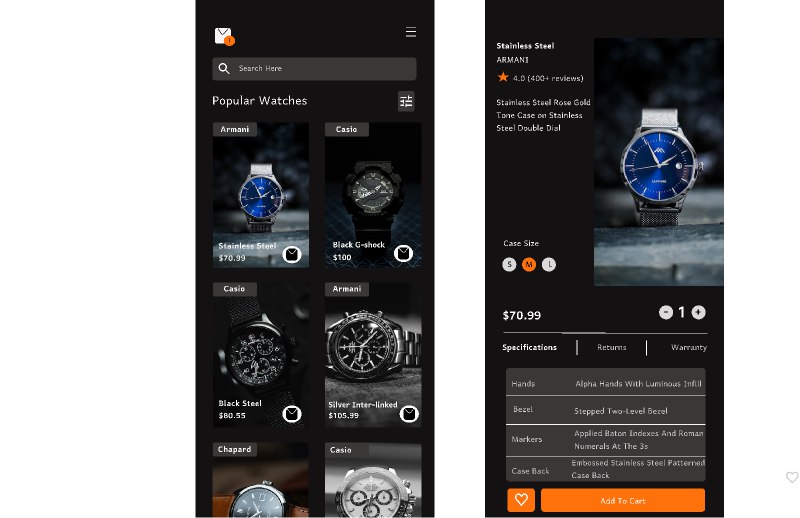 1
Search Here
Popular Watches
Armani
Casio
Stainless Steel
$70.99
Black G-shock
$100
Casio
Armani
Black Steel
$80.55
Silver Inter-linked
$105.99
Chapard
Casio
Stainless Steel
ARMANI
4.0 (400+ reviews)
Stainless Steel Rose Gold
Tone Case on Stainless
Steel Double Dial
SAPPHIRE
Case Size
S M L
$70.99
- 1 +
Specifications Returns Warranty
Hands Alpha Hands With Luminous Infill
Bezel Stepped Two-Level Bezel
Markers Applied Baton Indexes And Roman
Numerals At The 3s
Case Back Embossed Stainless Steel Patterned
Case Back
Add To Cart